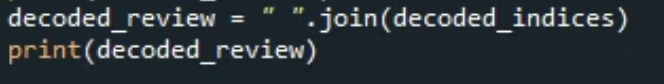 decoded_review = " ".join(decoded_indices)
print(decoded_review)